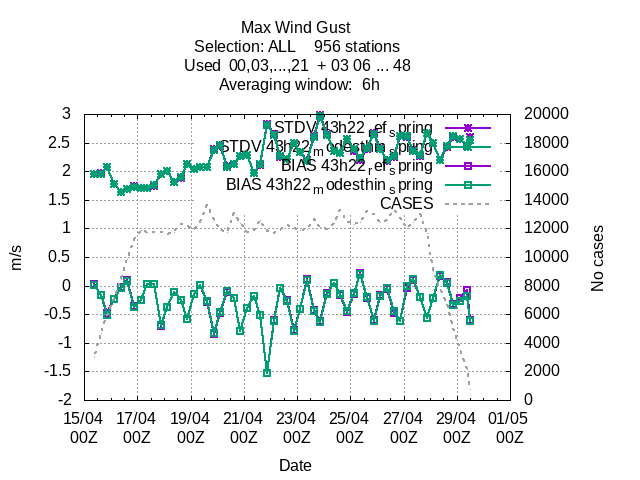 Max Wind Gust
Selection: ALL 956 stations
Used 00,03,...,21 + 03 06 ... 48
Averaging window: 6h
STDV 43h22_ref_spring
STDV 43h22_modesthin_spring
BIAS 43h22_ref_spring
BIAS 43h22_modesthin_spring
CASES
3
2.5
2
1.5
1
0.5
0
-0.5
-1
-1.5
-2
m/s
20000
18000
16000
14000
12000
10000
8000
6000
4000
2000
0
No cases
15/04 17/04 19/04 21/04 23/04 25/04 27/04 29/04 01/05
00Z 00Z 00Z 00Z 00Z 00Z 00Z 00Z 00Z
Date